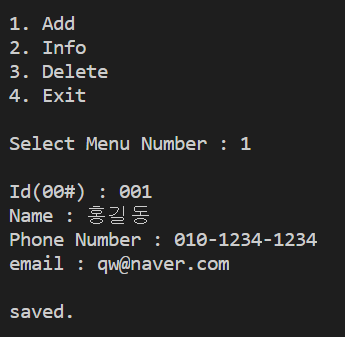 1. Add
2. Info
3. Delete
4. Exit
Select Menu Number : 1
Id(00#) : 001
Name : 홍길동
Phone Number : 010-1234-1234
email : qw@naver.com
saved.